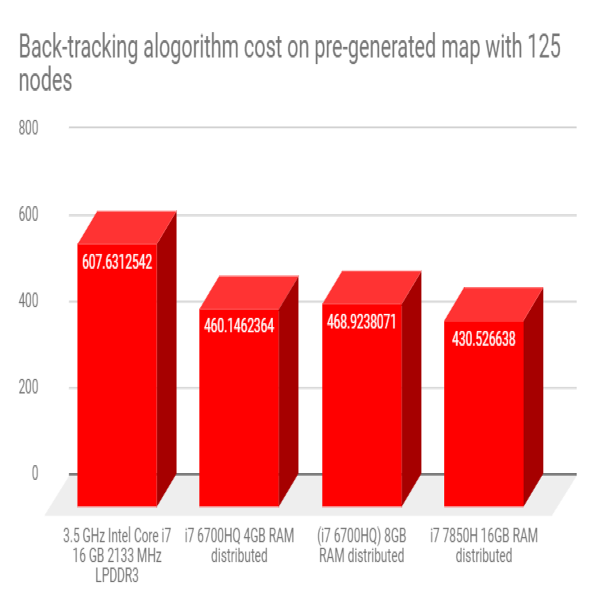 Back-tracking alogorithm cost on pre-generated map with 125
nodes
800
600
400
200
0
607.6312542
460.1462364
468.9238071
430.526638
3.5 GHz Intel Core i7
16 GB 2133 MHz
LPDDR3
i7 6700HQ 4GB RAM
distributed
(i7 6700HQ) 8GB
RAM distributed
i7 7850H 16GB RAM
distributed